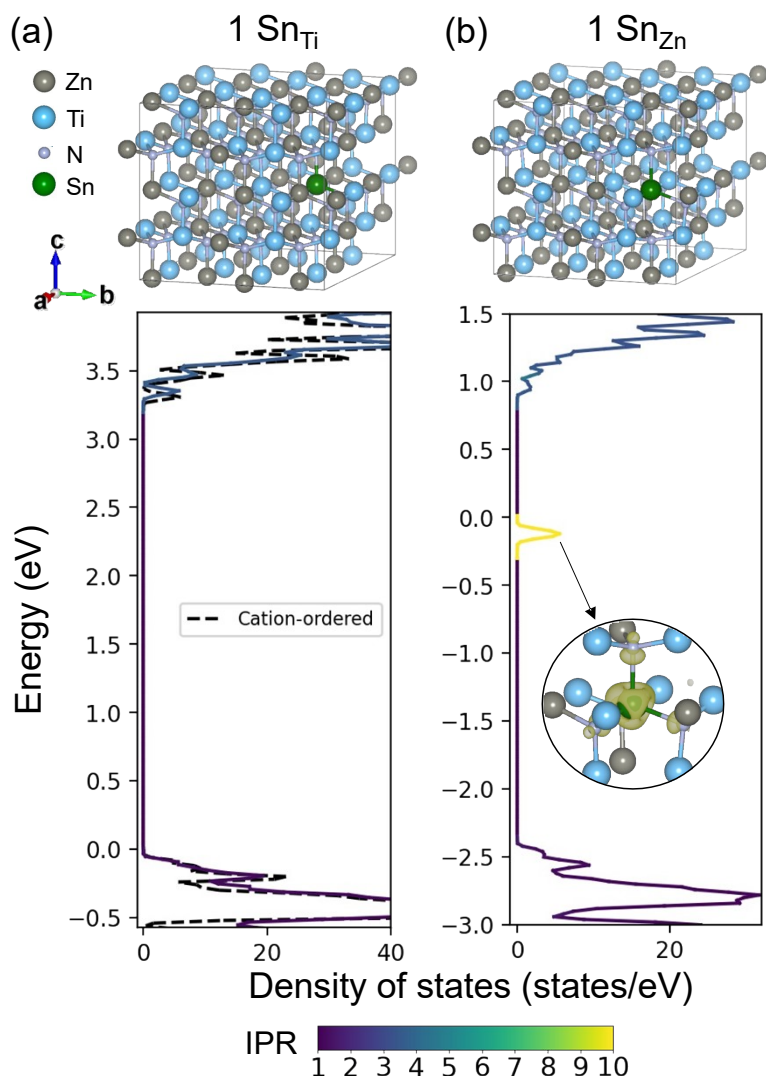 (a) 1 Sn_Ti
(b) 1 Sn_Zn
Zn
Ti
N
Sn
c
a
b
3.5
3.0
2.5
2.0
1.5
1.0
0.5
0.0
−0.5
0
20
40
Cation-ordered
1.5
1.0
0.5
0.0
−0.5
−1.0
−1.5
−2.0
−2.5
−3.0
0
20
Energy (eV)
Density of states (states/eV)
IPR
1 2 3 4 5 6 7 8 9 10